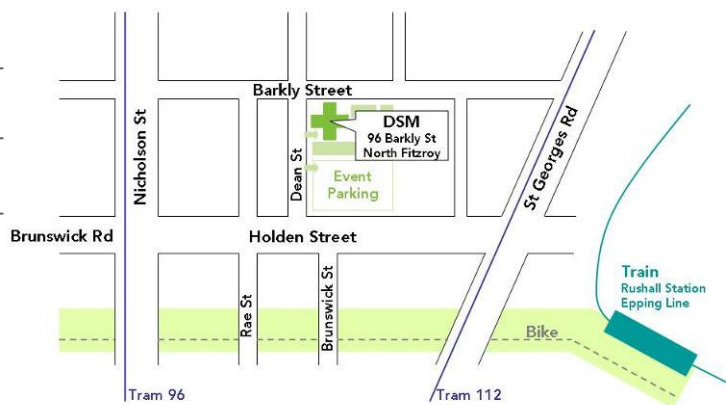 Barkly Street
DSM
96 Barkly St
North Fitzroy
Nicholson St
Dean St
Event
Parking
St Georges Rd
Brunswick Rd
Holden Street
Rae St
Brunswick St
Train
Rushall Station
Epping Line
Bike
Tram 96
Tram 112